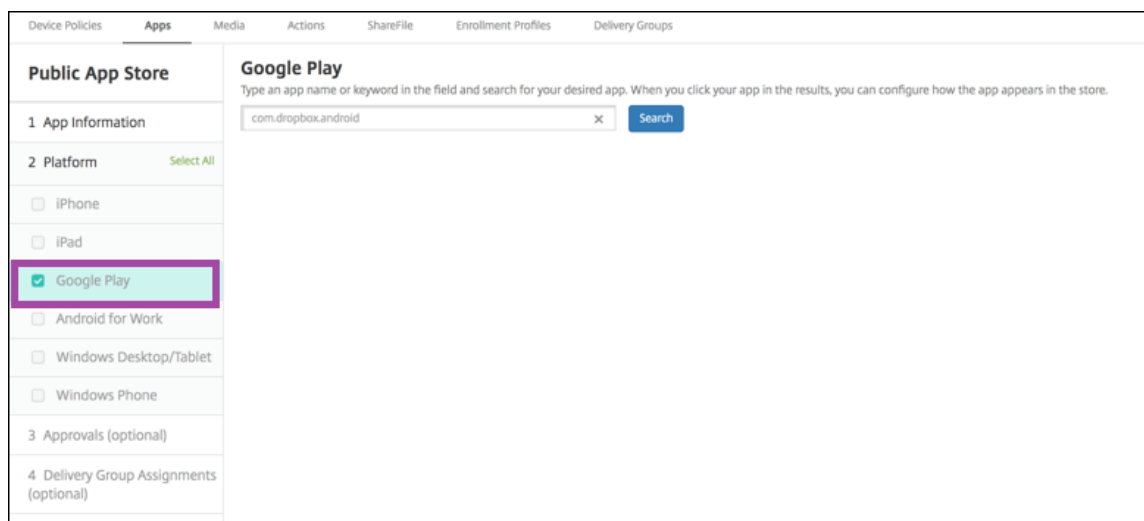 Device Policies Apps Media Actions ShareFile Enrollment Profiles Delivery Groups
Public App Store
1 App Information
2 Platform Select All
iPhone
iPad
Google Play
Android for Work
Windows Desktop/Tablet
Windows Phone
3 Approvals (optional)
4 Delivery Group Assignments
(optional)
Google Play
Type an app name or keyword in the field and search for your desired app. When you click your app in the results, you can configure how the app appears in the store.
com.dropbox.android Search